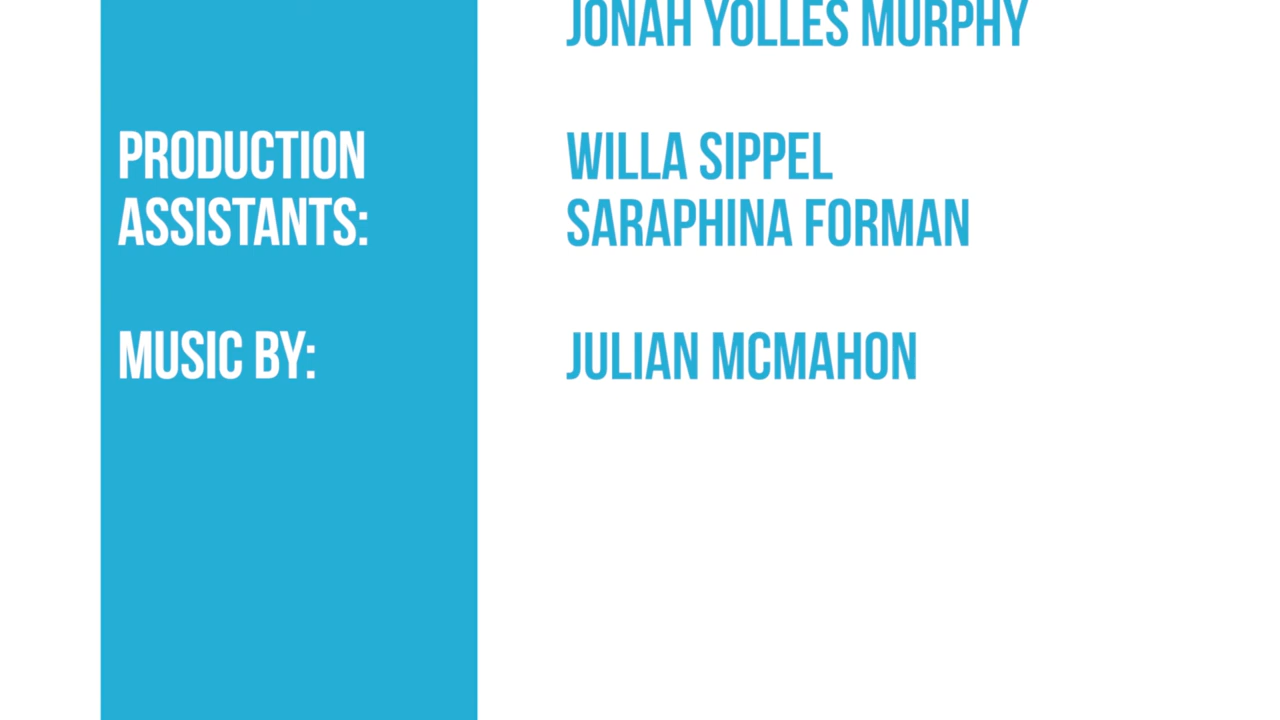 JONAH YOLLES MURPHY
PRODUCTION
ASSISTANTS:
WILLA SIPPEL
SARAPHINA FORMAN
MUSIC BY:
JULIAN MCMAHON